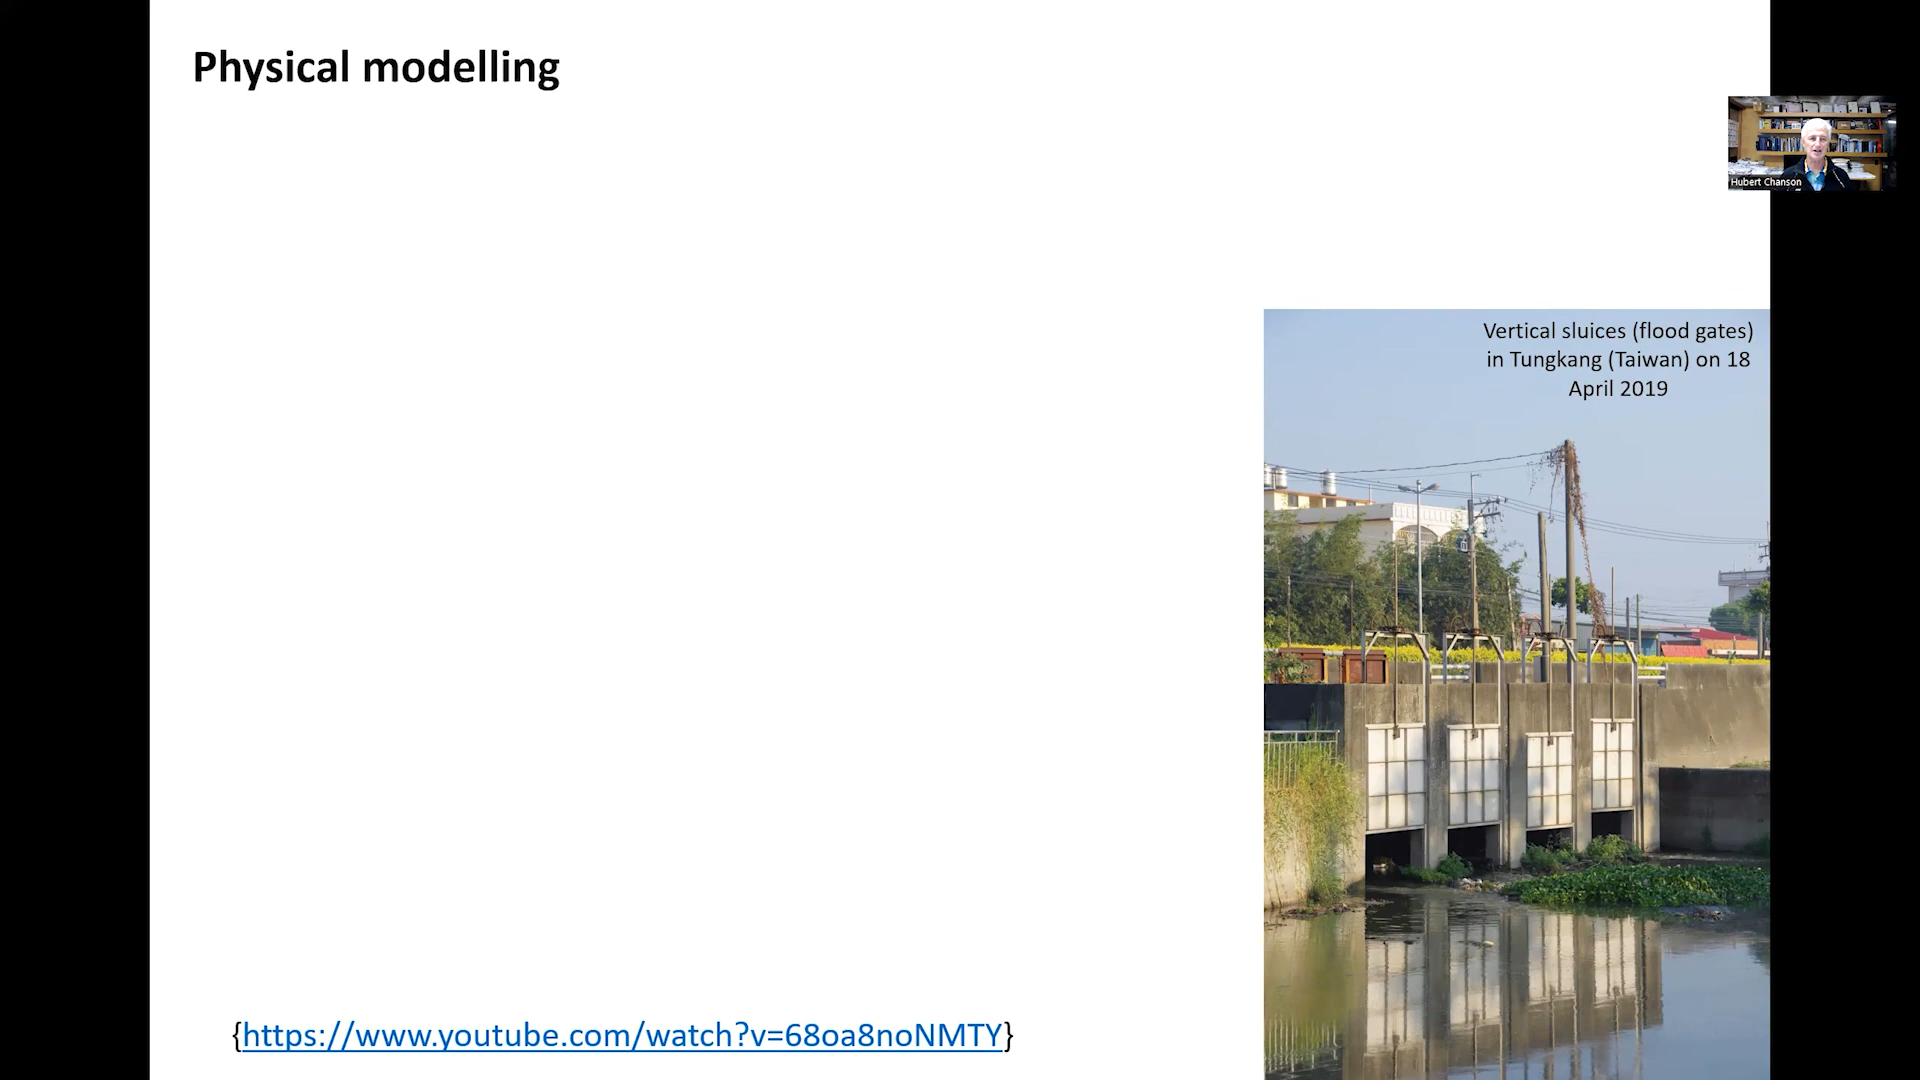 Physical modelling
Hubert Chanson
Vertical sluices (flood gates)
in Tungkang (Taiwan) on 18
April 2019
{https://www.youtube.com/watch?v=68oa8noNMTY}